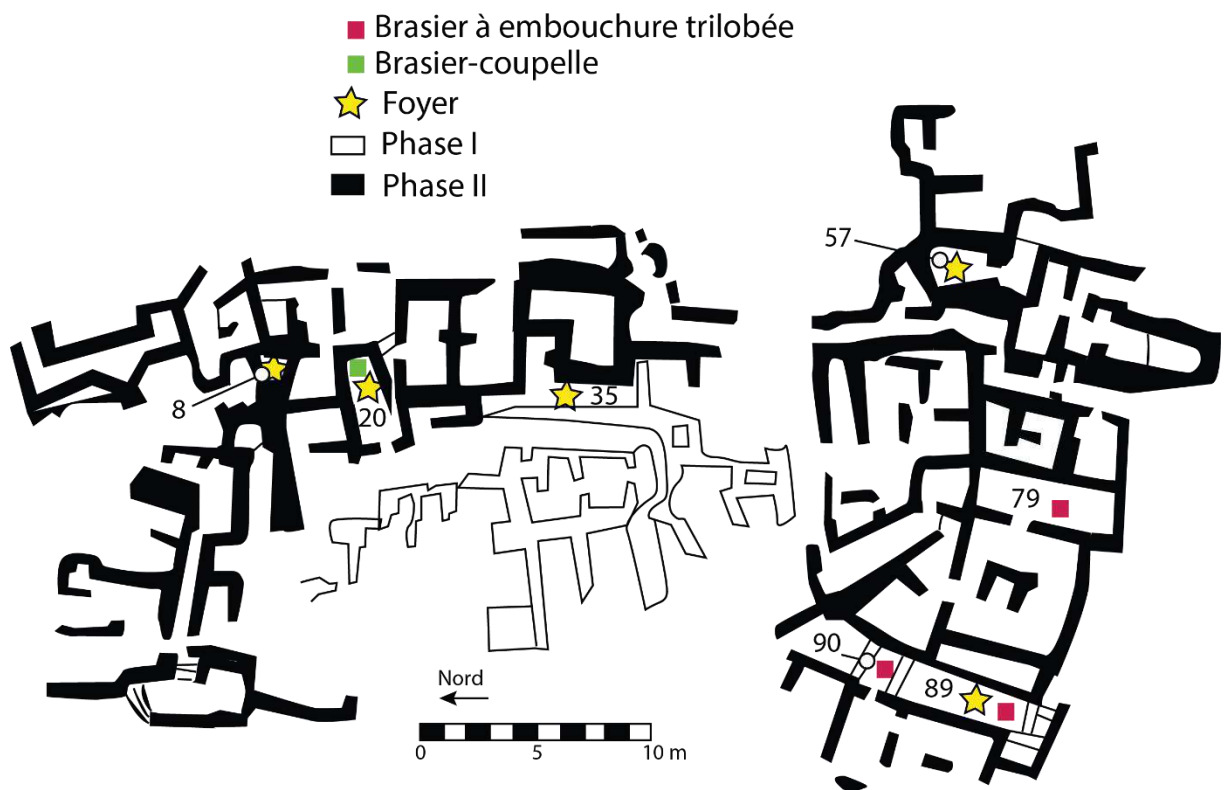 Brasier à embouchure trilobée
Brasier-coupelle
Foyer
Phase I
Phase II
57
8
20
35
79
90
89
Nord
0 5 10 m